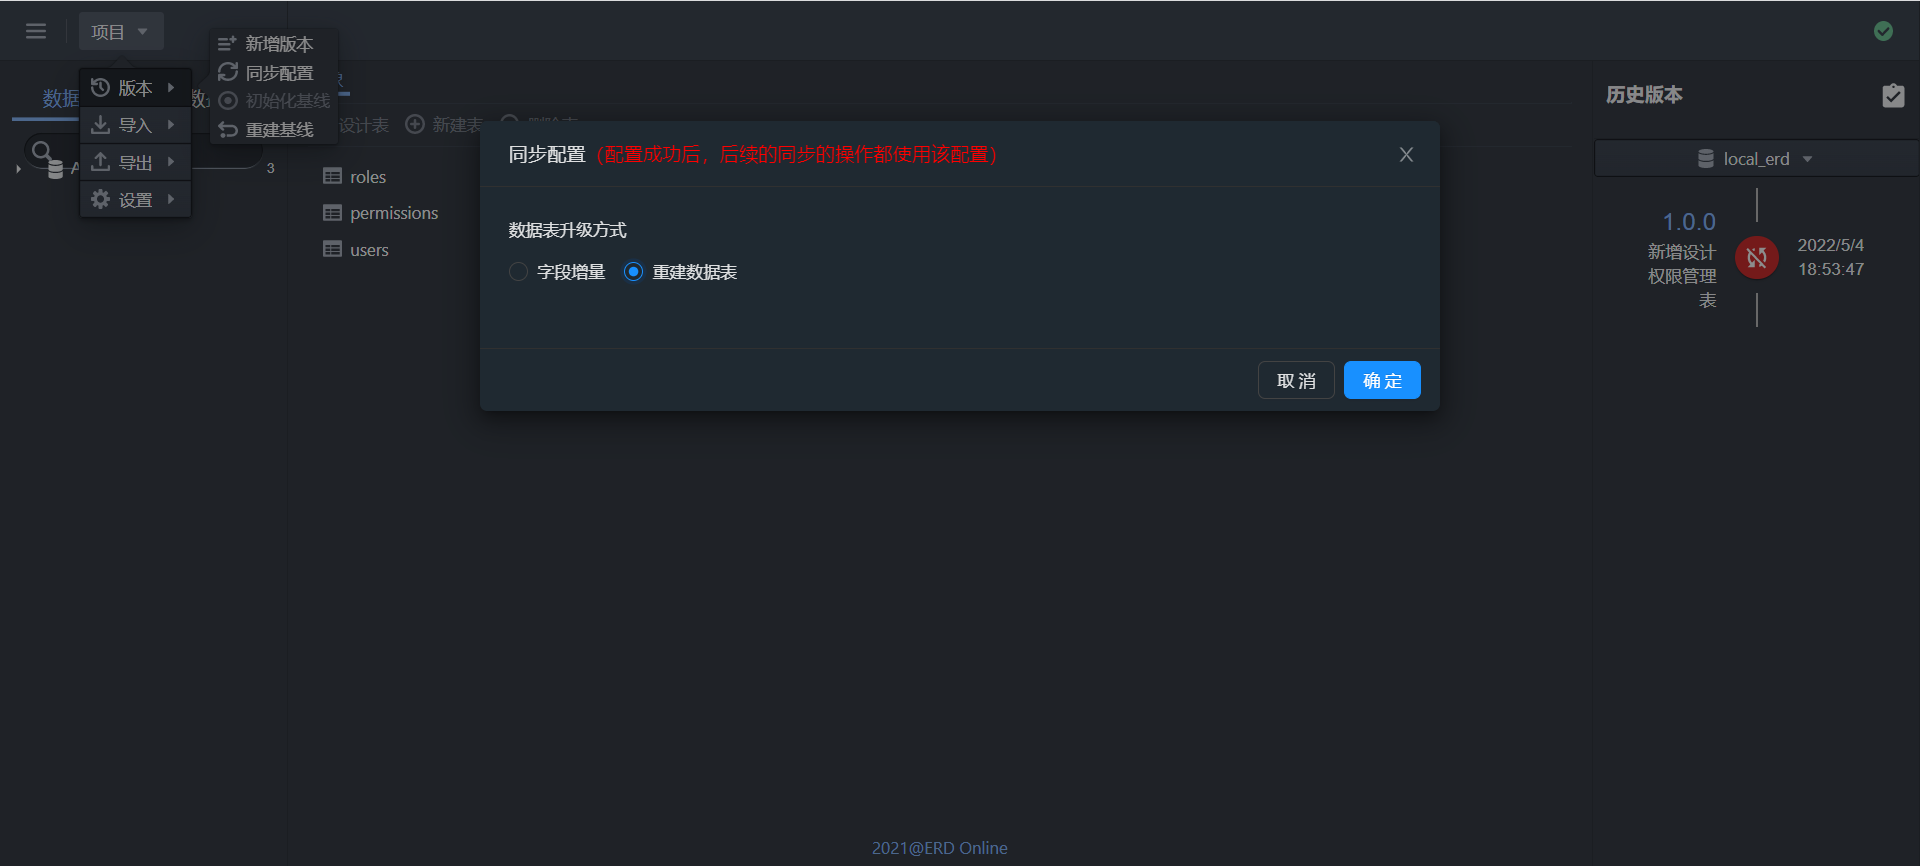 项目
新增版本
同步配置
初始化基线
重建基线
版本
导入
导出
设置
数据
3
设计表
新建表
roles
permissions
users
同步配置 (配置成功后，后续的同步的操作都使用该配置)
数据表升级方式
字段增量
重建数据表
取 消
确 定
历史版本
local_erd
1.0.0
新增设计
权限管理
表
2022/5/4
18:53:47
2021@ERD Online